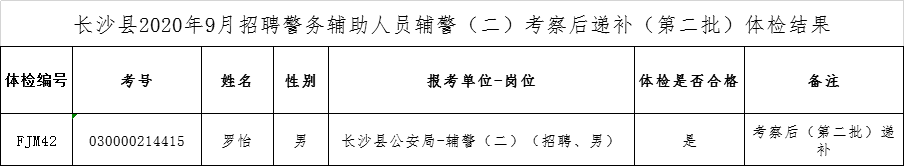 长沙县2020年9月招聘警务辅助人员辅警（二）考察后递补（第二批）体检结果
体检编号 考号 姓名 性别 报考单位-岗位 体检是否合格 备注
FJM42 030000214415 罗怡 男 长沙县公安局-辅警（二）（招聘、男） 是 考察后（第二批）递
补